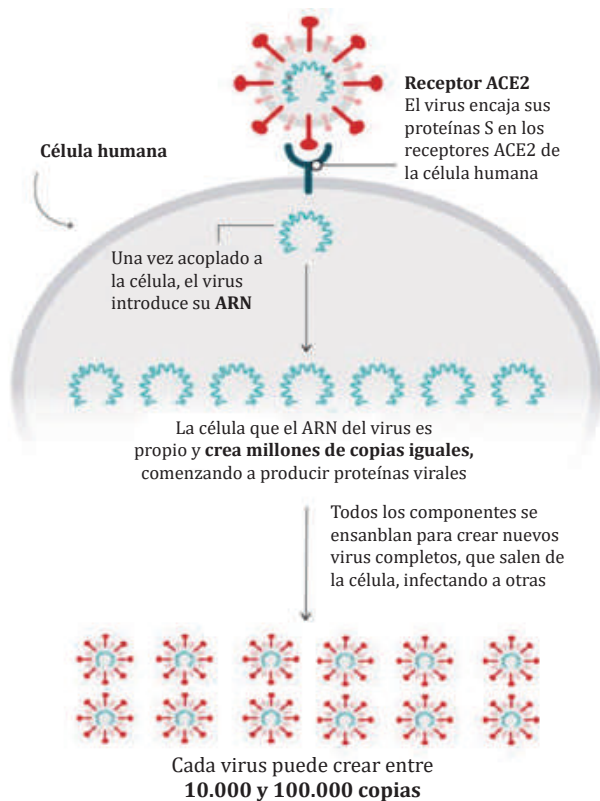 Receptor ACE2
El virus encaja sus
proteínas S en los
receptores ACE2 de
la célula humana
Célula humana
Una vez acoplado a
la célula, el virus
introduce su ARN
La célula que el ARN del virus es
propio y crea millones de copias iguales,
comenzando a producir proteínas virales
Todos los componentes se
ensanblan para crear nuevos
virus completos, que salen de
la célula, infectando a otras
Cada virus puede crear entre
10.000 y 100.000 copias